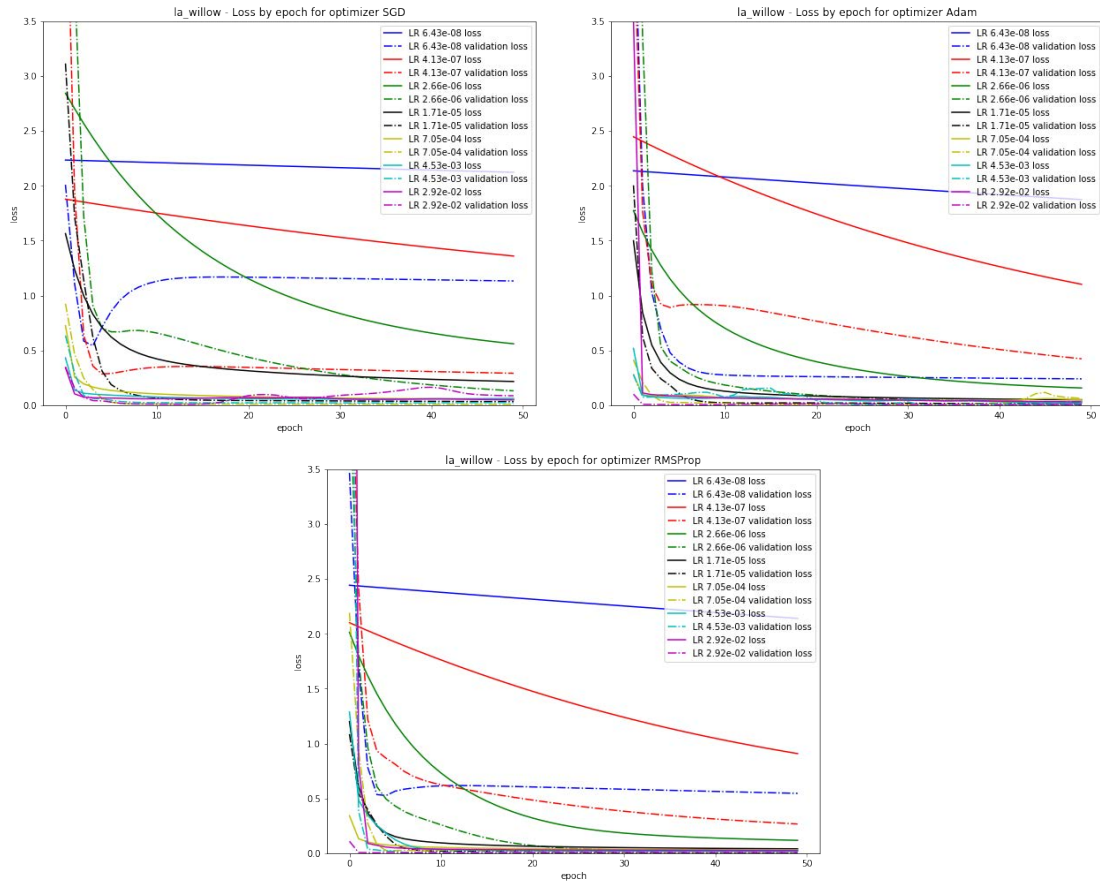 la_willow - Loss by epoch for optimizer SGD
3.5
3.0
2.5
2.0
1.5
1.0
0.5
0.0
loss
0
10
20
30
40
50
epoch
LR 6.43e-08 loss
LR 6.43e-08 validation loss
LR 4.13e-07 loss
LR 4.13e-07 validation loss
LR 2.66e-06 loss
LR 2.66e-06 validation loss
LR 1.71e-05 loss
LR 1.71e-05 validation loss
LR 7.05e-04 loss
LR 7.05e-04 validation loss
LR 4.53e-03 loss
LR 4.53e-03 validation loss
LR 2.92e-02 loss
LR 2.92e-02 validation loss
la_willow - Loss by epoch for optimizer Adam
3.5
3.0
2.5
2.0
1.5
1.0
0.5
0.0
loss
0
10
20
30
40
50
epoch
LR 6.43e-08 loss
LR 6.43e-08 validation loss
LR 4.13e-07 loss
LR 4.13e-07 validation loss
LR 2.66e-06 loss
LR 2.66e-06 validation loss
LR 1.71e-05 loss
LR 1.71e-05 validation loss
LR 7.05e-04 loss
LR 7.05e-04 validation loss
LR 4.53e-03 loss
LR 4.53e-03 validation loss
LR 2.92e-02 loss
LR 2.92e-02 validation loss
la_willow - Loss by epoch for optimizer RMSProp
3.5
3.0
2.5
2.0
1.5
1.0
0.5
0.0
loss
0
10
20
30
40
50
epoch
LR 6.43e-08 loss
LR 6.43e-08 validation loss
LR 4.13e-07 loss
LR 4.13e-07 validation loss
LR 2.66e-06 loss
LR 2.66e-06 validation loss
LR 1.71e-05 loss
LR 1.71e-05 validation loss
LR 7.05e-04 loss
LR 7.05e-04 validation loss
LR 4.53e-03 loss
LR 4.53e-03 validation loss
LR 2.92e-02 loss
LR 2.92e-02 validation loss